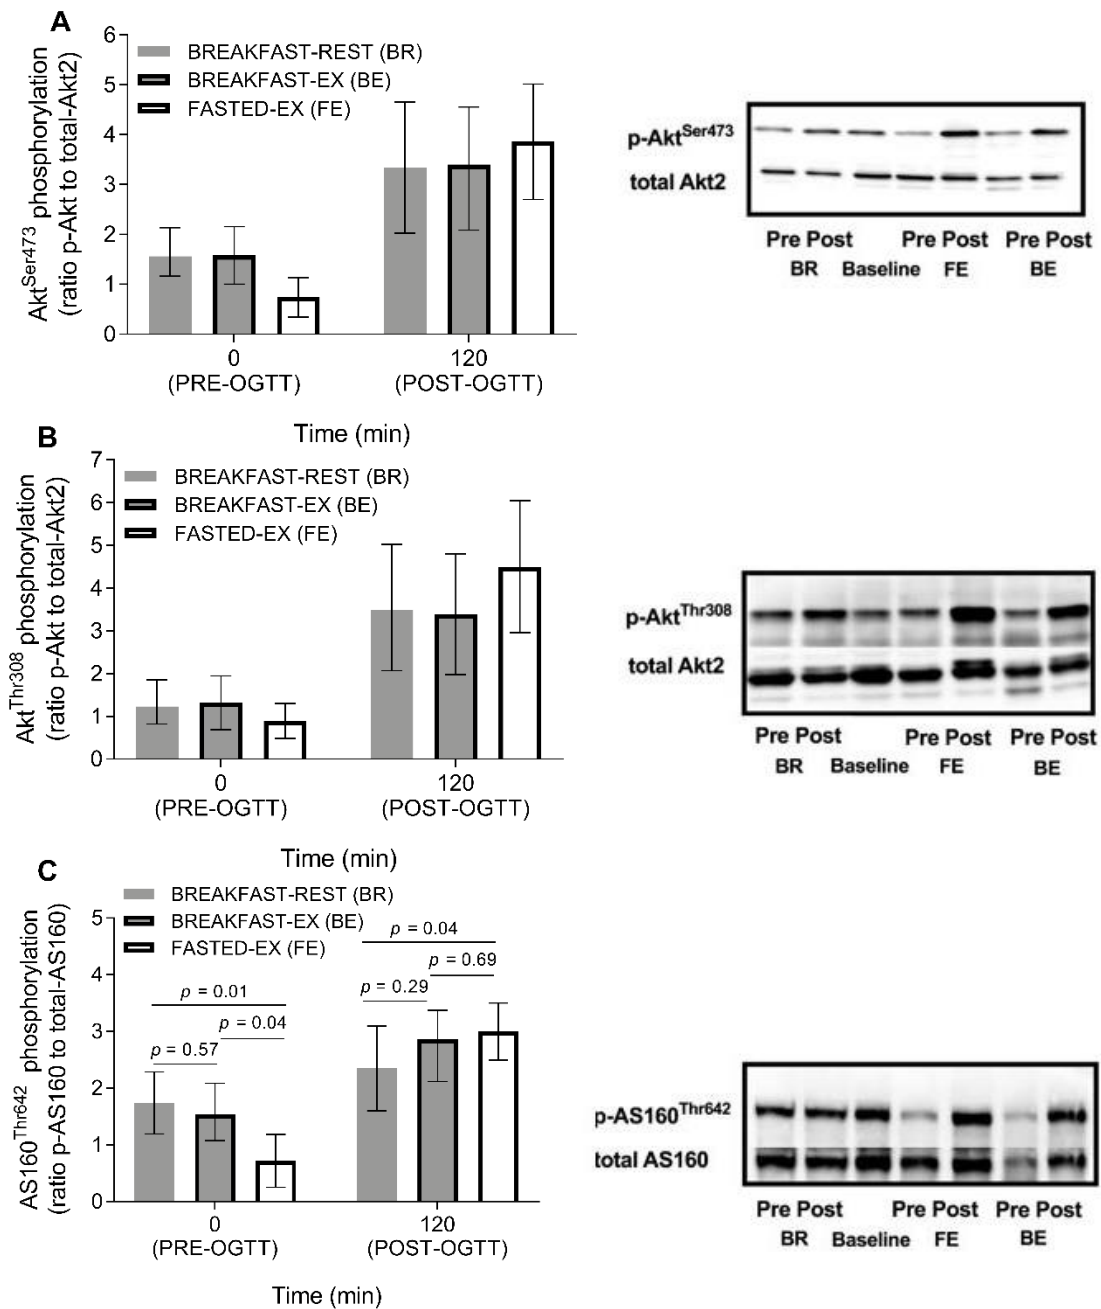 A
Akt^Ser473 phosphorylation
(ratio p-Akt to total-Akt2)
6
5
4
3
2
1
0
BREAKFAST-REST (BR)
BREAKFAST-EX (BE)
FASTED-EX (FE)
0
(PRE-OGTT)
120
(POST-OGTT)
Time (min)
p-Akt^Ser473
total Akt2
Pre Post Pre Post Pre Post
BR Baseline FE BE
B
Akt^Thr308 phosphorylation
(ratio p-Akt to total-Akt2)
7
6
5
4
3
2
1
0
BREAKFAST-REST (BR)
BREAKFAST-EX (BE)
FASTED-EX (FE)
0
(PRE-OGTT)
120
(POST-OGTT)
Time (min)
p-Akt^Thr308
total Akt2
Pre Post Pre Post Pre Post
BR Baseline FE BE
C
AS160^Thr642 phosphorylation
(ratio p-AS160 to total-AS160)
5
4
3
2
1
0
BREAKFAST-REST (BR)
BREAKFAST-EX (BE)
FASTED-EX (FE)
p = 0.01
p = 0.04
p = 0.57
p = 0.04
p = 0.69
p = 0.29
0
(PRE-OGTT)
120
(POST-OGTT)
Time (min)
p-AS160^Thr642
total AS160
Pre Post Pre Post Pre Post
BR Baseline FE BE